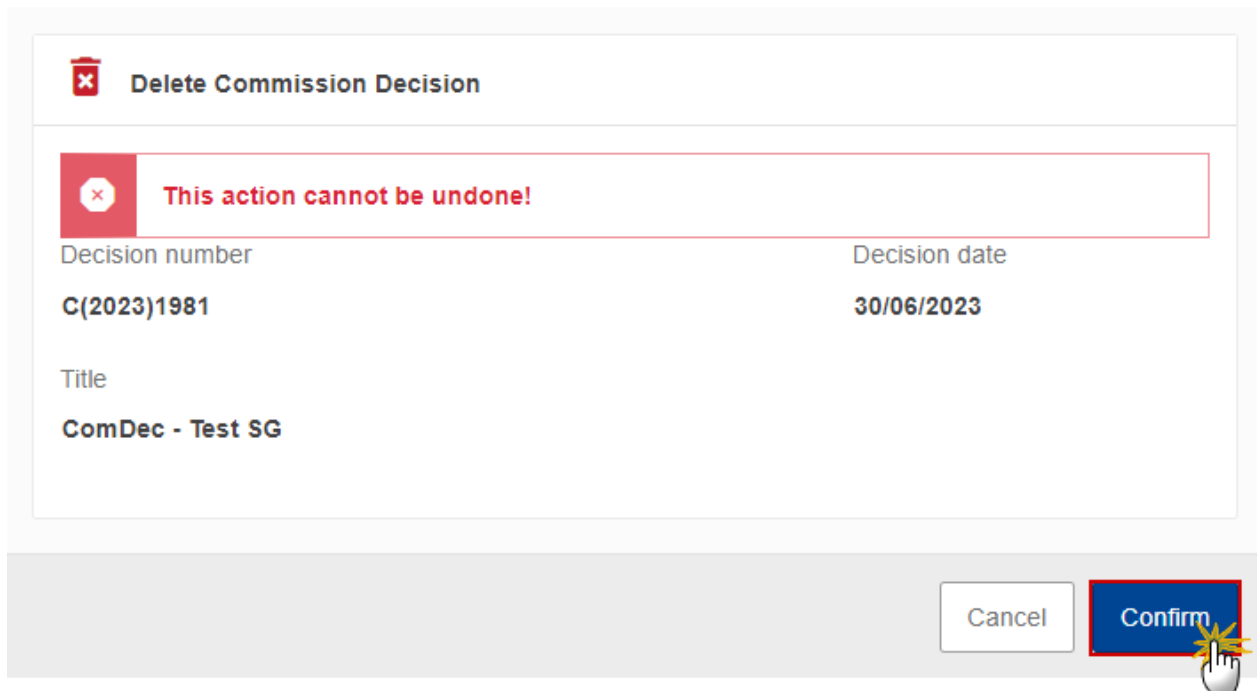 Delete Commission Decision
This action cannot be undone!
Decision number
Decision date
C(2023)1981
30/06/2023
Title
ComDec - Test SG
Cancel
Confirm